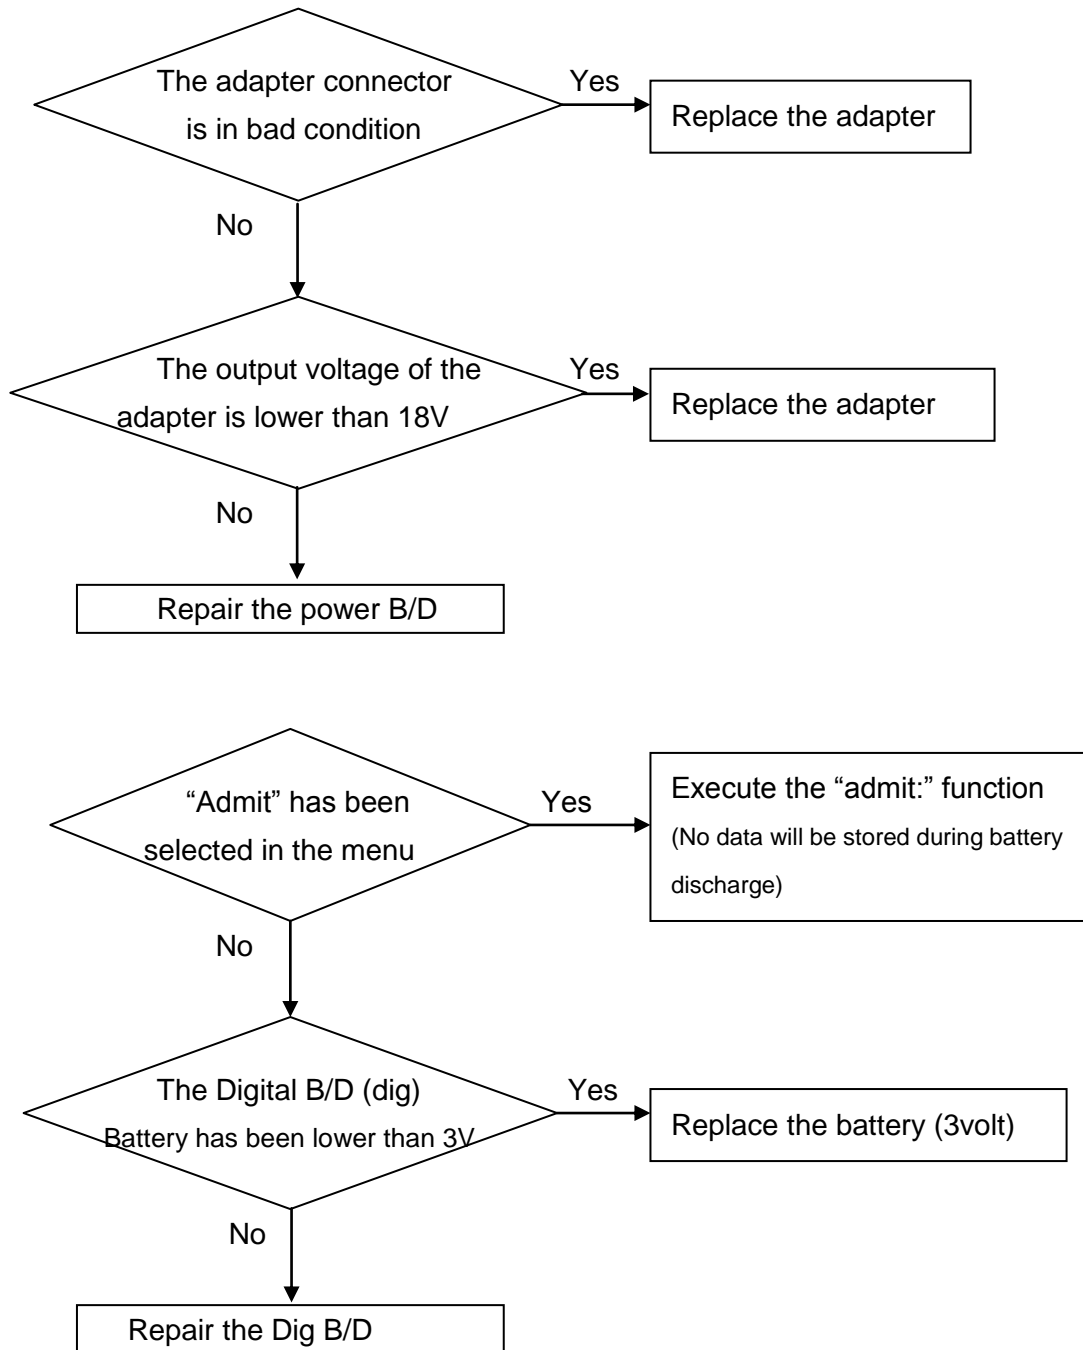 The adapter connector
is in bad condition
Yes
Replace the adapter
No
The output voltage of the
adapter is lower than 18V
Yes
Replace the adapter
No
Repair the power B/D
“Admit” has been
selected in the menu
Yes
Execute the “admit:” function
(No data will be stored during battery
discharge)
No
The Digital B/D (dig)
Battery has been lower than 3V
Yes
Replace the battery (3volt)
No
Repair the Dig B/D